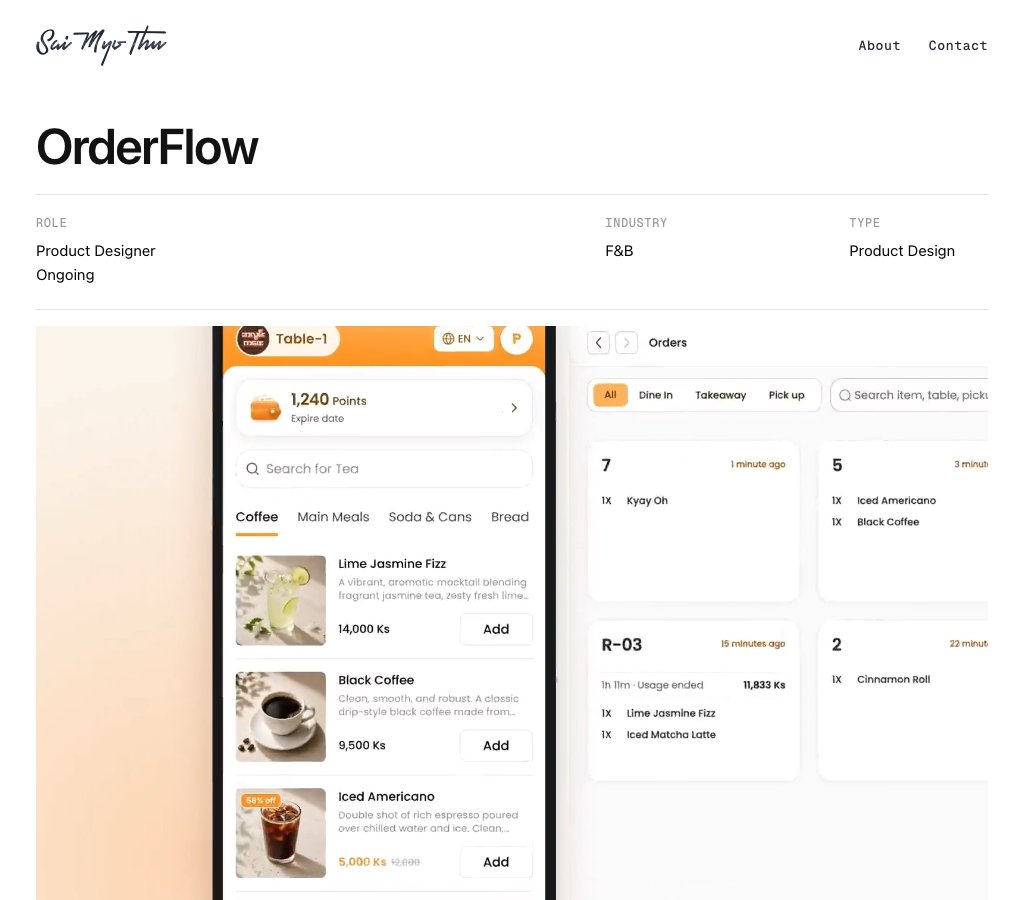 Sai Myo Thu
About
Contact
OrderFlow
ROLE
Product Designer
Ongoing
INDUSTRY
F&B
TYPE
Product Design
Table-1
EN
P
1,240 Points
Expire date
Search for Tea
Coffee
Main Meals
Soda & Cans
Bread
Lime Jasmine Fizz
A vibrant, aromatic mocktail blending
fragrant jasmine tea, zesty fresh lime...
14,000 Ks
Add
Black Coffee
Clean, smooth, and robust. A classic
drip-style black coffee made from...
9,500 Ks
Add
58% off
Iced Americano
Double shot of rich espresso poured
over chilled water and ice. Clean,...
5,000 Ks 12,000
Add
Orders
All
Dine In
Takeaway
Pick up
Search item, table, picku
7
1 minute ago
1X Kyay Oh
5
3 minut
1X Iced Americano
1X Black Coffee
R-03
15 minutes ago
1h 11m · Usage ended
11,833 Ks
1X Lime Jasmine Fizz
1X Iced Matcha Latte
2
22 minut
1X Cinnamon Roll